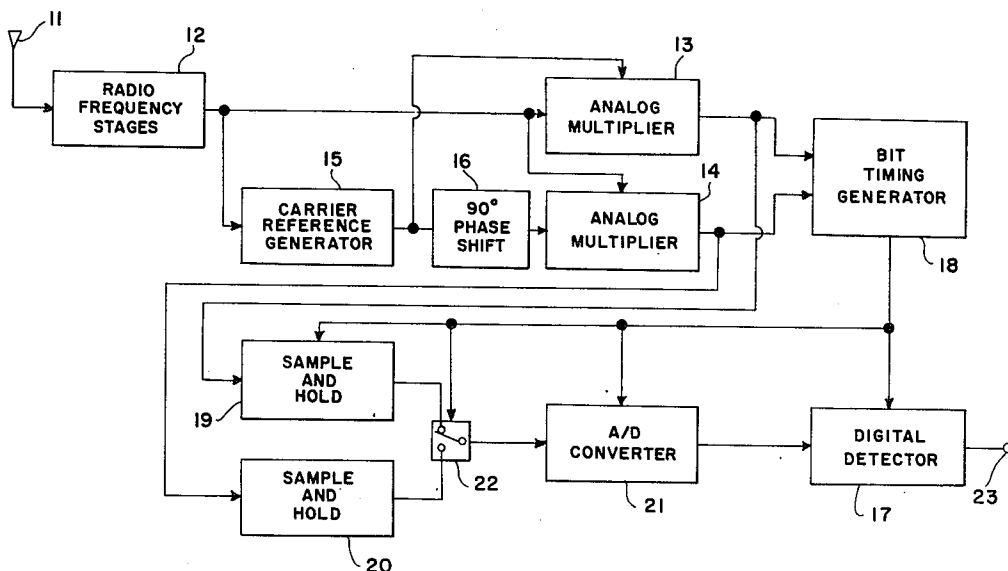 11
12
RADIO
FREQUENCY
STAGES
13
ANALOG
MULTIPLIER
BIT
TIMING
GENERATOR
18
15
CARRIER
REFERENCE
GENERATOR
16
90°
PHASE
SHIFT
14
ANALOG
MULTIPLIER
SAMPLE
AND
HOLD
19
22
A/D
CONVERTER
21
DIGITAL
DETECTOR
17
23
SAMPLE
AND
HOLD
20